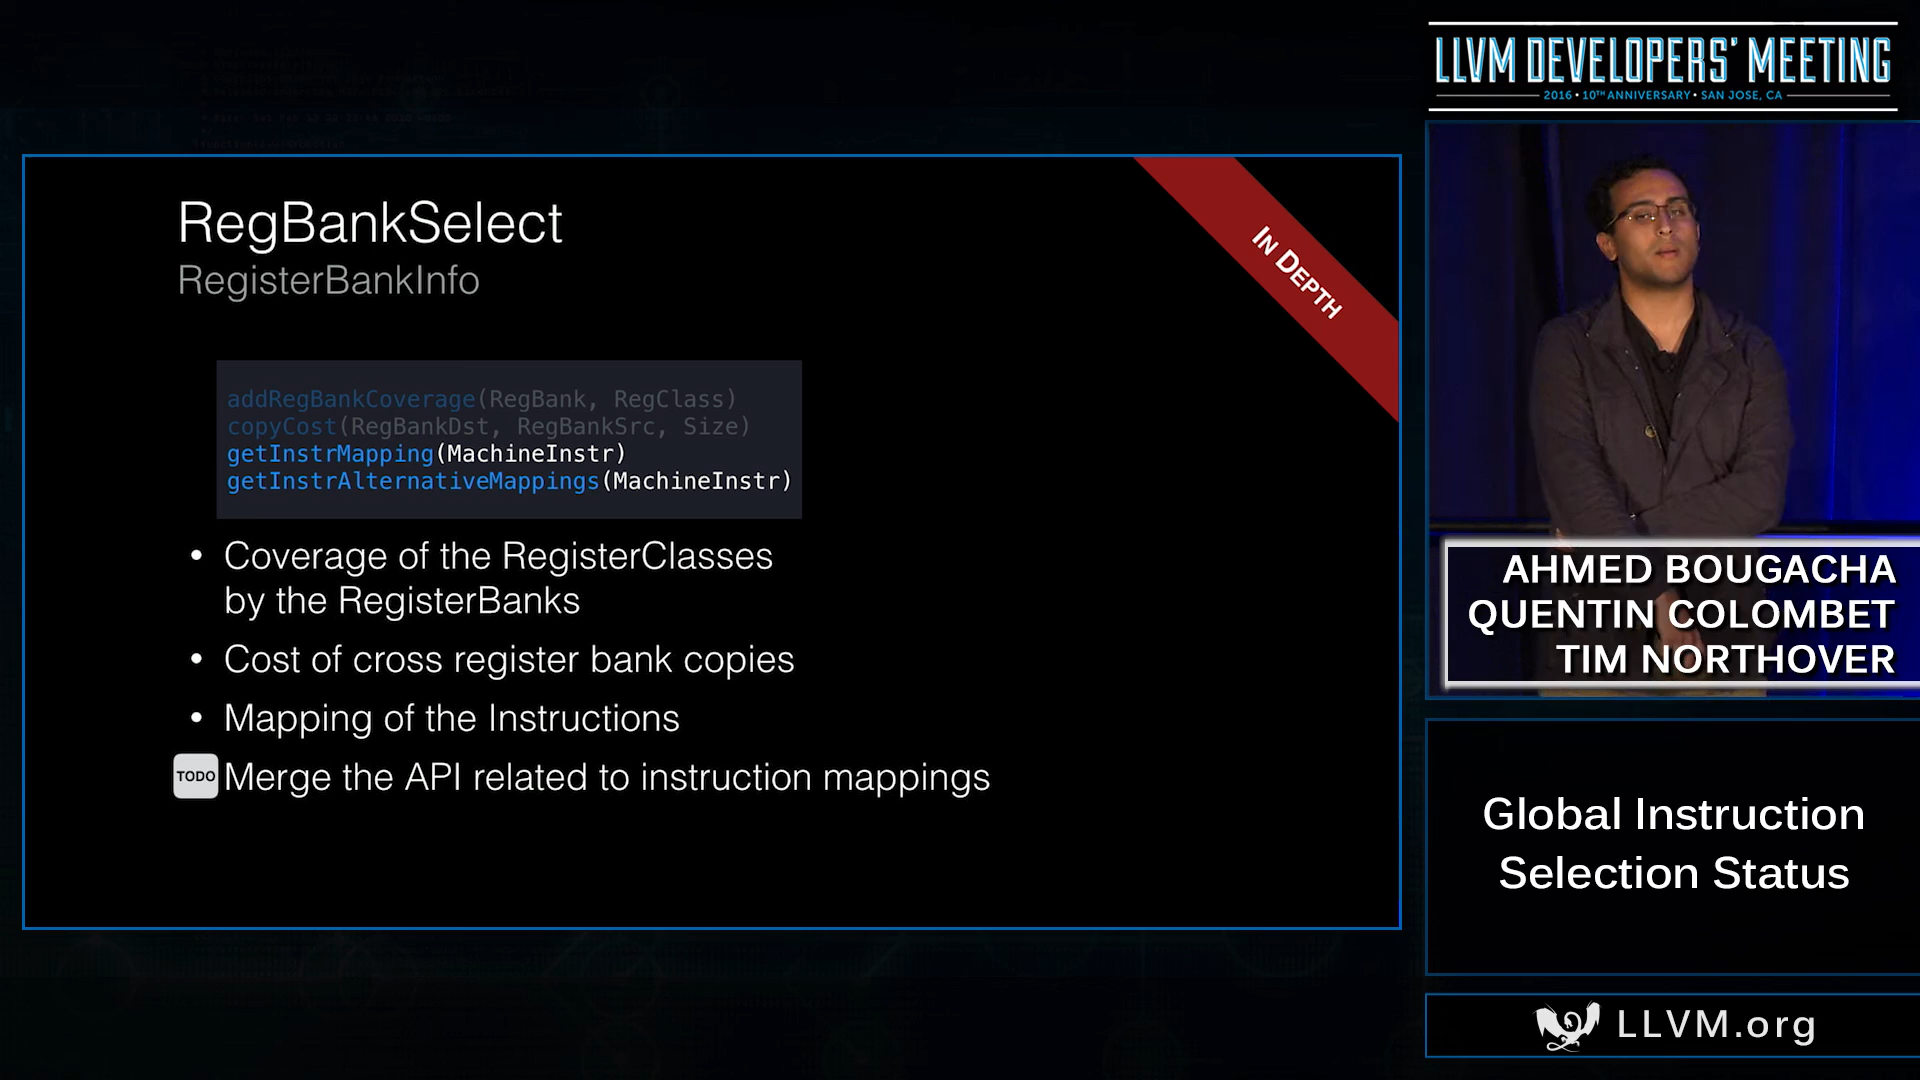 LLVM DEVELOPERS' MEETING
2016 • 10TH ANNIVERSARY • SAN JOSE, CA
RegBankSelect
RegisterBankInfo
IN DEPTH
addRegBankCoverage(RegBank, RegClass)
copyCost(RegBankDst, RegBankSrc, Size)
getInstrMapping(MachineInstr)
getInstrAlternativeMappings(MachineInstr)
• Coverage of the RegisterClasses
by the RegisterBanks
• Cost of cross register bank copies
• Mapping of the Instructions
TODO Merge the API related to instruction mappings
AHMED BOUGACHA
QUENTIN COLOMBET
TIM NORTHOVER
Global Instruction
Selection Status
LLVM.org